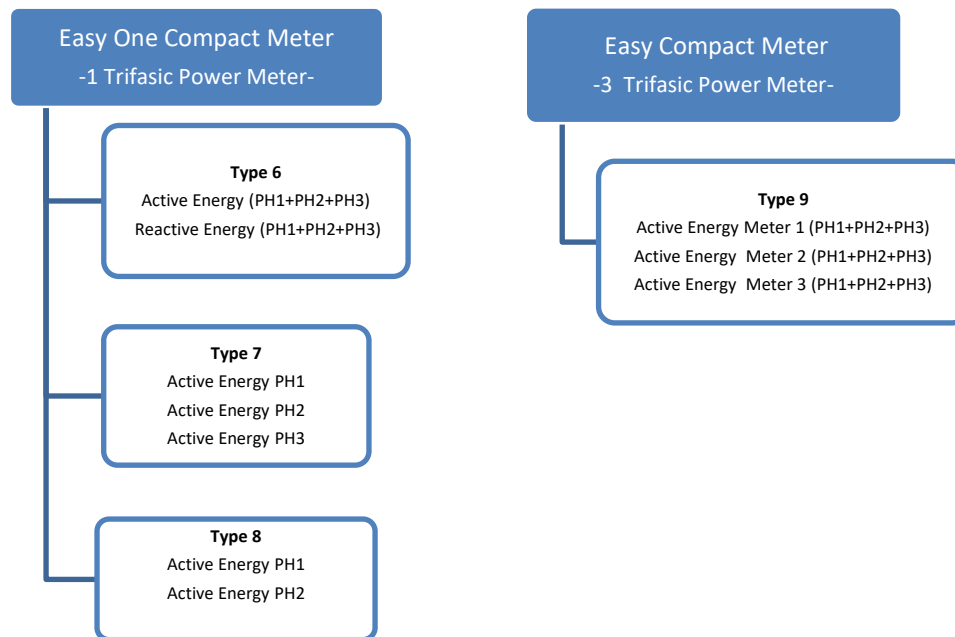 Easy One Compact Meter
-1 Trifasic Power Meter-
Type 6
Active Energy (PH1+PH2+PH3)
Reactive Energy (PH1+PH2+PH3)
Type 7
Active Energy PH1
Active Energy PH2
Active Energy PH3
Type 8
Active Energy PH1
Active Energy PH2
Easy Compact Meter
-3 Trifasic Power Meter-
Type 9
Active Energy Meter 1 (PH1+PH2+PH3)
Active Energy Meter 2 (PH1+PH2+PH3)
Active Energy Meter 3 (PH1+PH2+PH3)